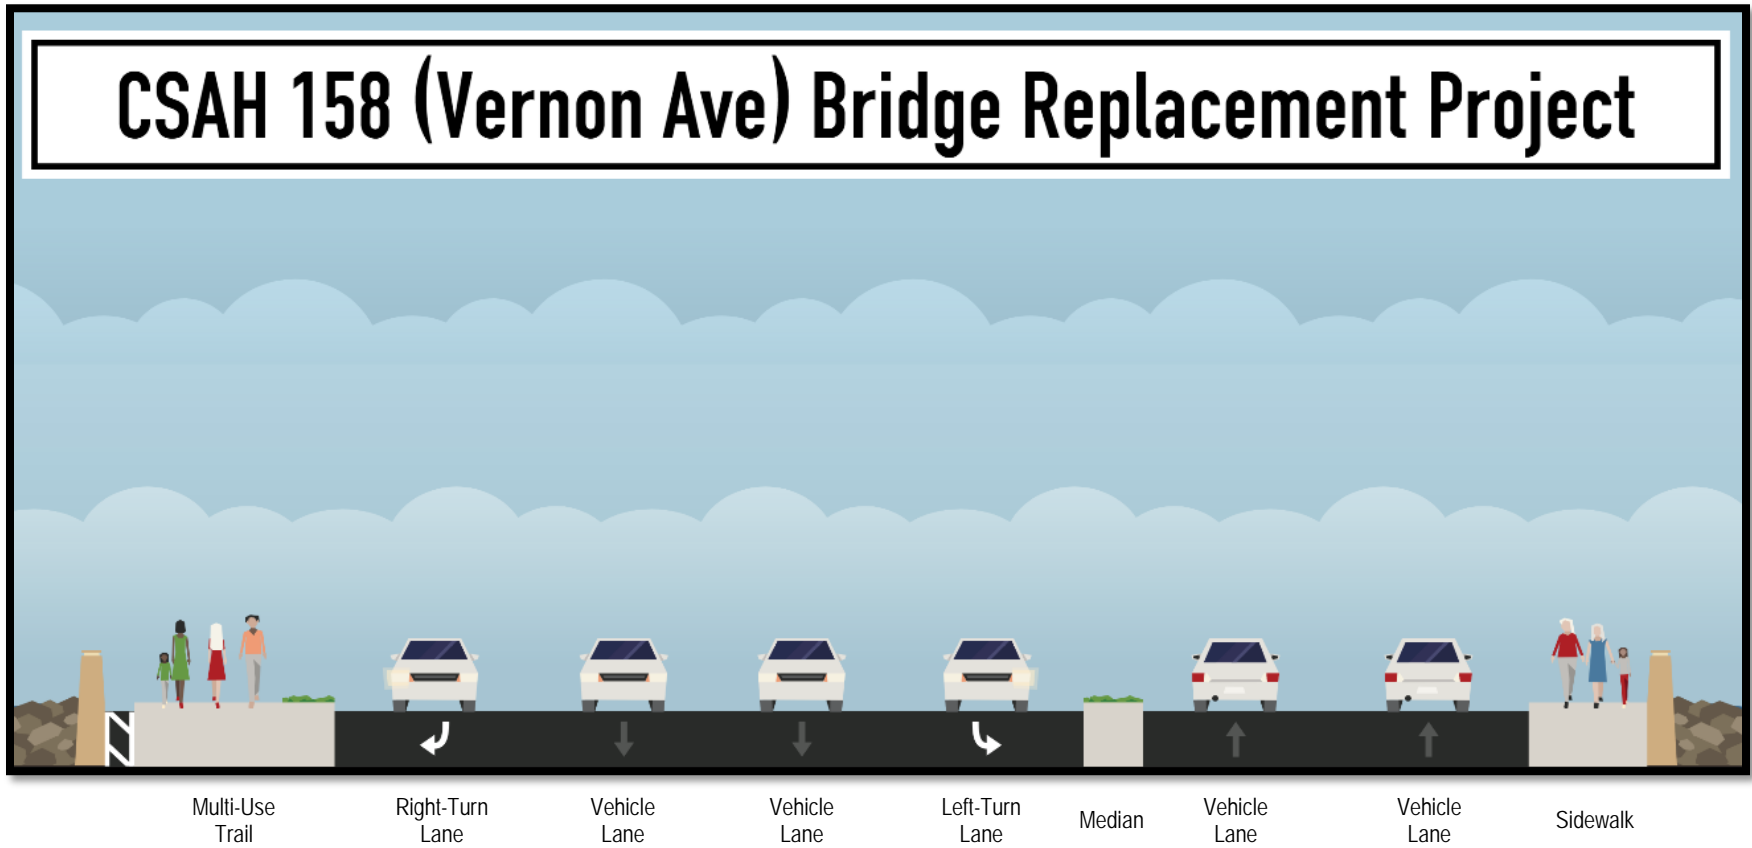 CSAH 158 (Vernon Ave) Bridge Replacement Project
Multi-Use
Trail
Right-Turn
Lane
Vehicle
Lane
Vehicle
Lane
Left-Turn
Lane
Median
Vehicle
Lane
Vehicle
Lane
Sidewalk